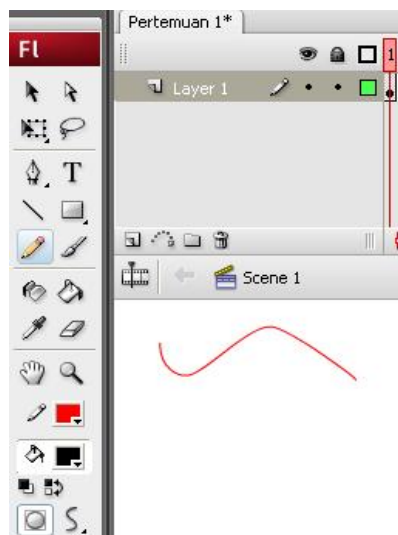 Pertemuan 1*
Fl
1
Layer 1
T
Scene 1